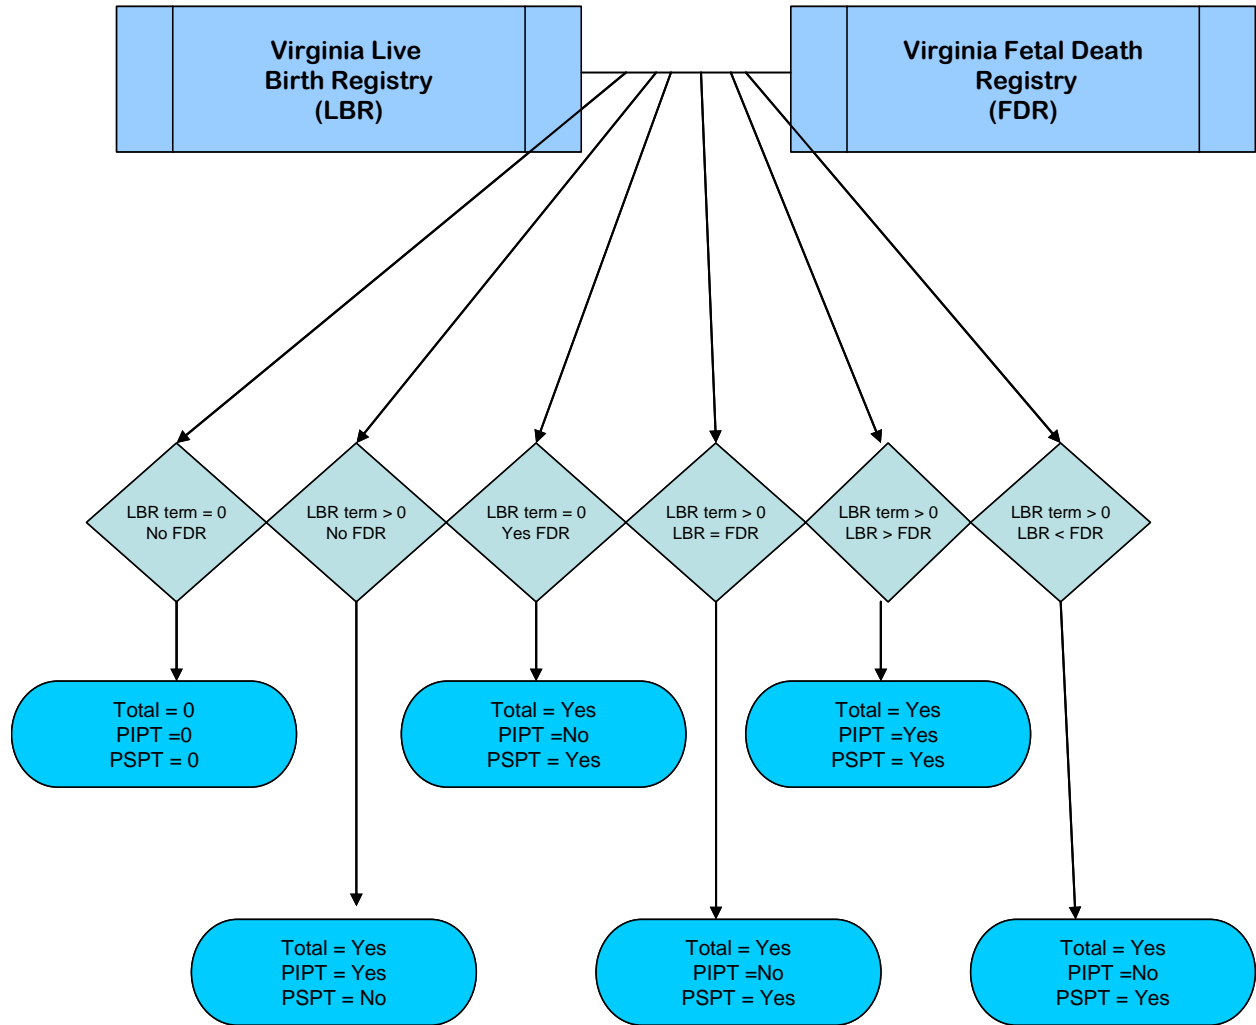 Virginia Live
Birth Registry
(LBR)
Virginia Fetal Death
Registry
(FDR)
LBR term = 0
No FDR
LBR term > 0
No FDR
LBR term = 0
Yes FDR
LBR term > 0
LBR = FDR
LBR term > 0
LBR > FDR
LBR term > 0
LBR < FDR
Total = 0
PIPT =0
PSPT = 0
Total = Yes
PIPT =No
PSPT = Yes
Total = Yes
PIPT =Yes
PSPT = Yes
Total = Yes
PIPT = Yes
PSPT = No
Total = Yes
PIPT =No
PSPT = Yes
Total = Yes
PIPT =No
PSPT = Yes